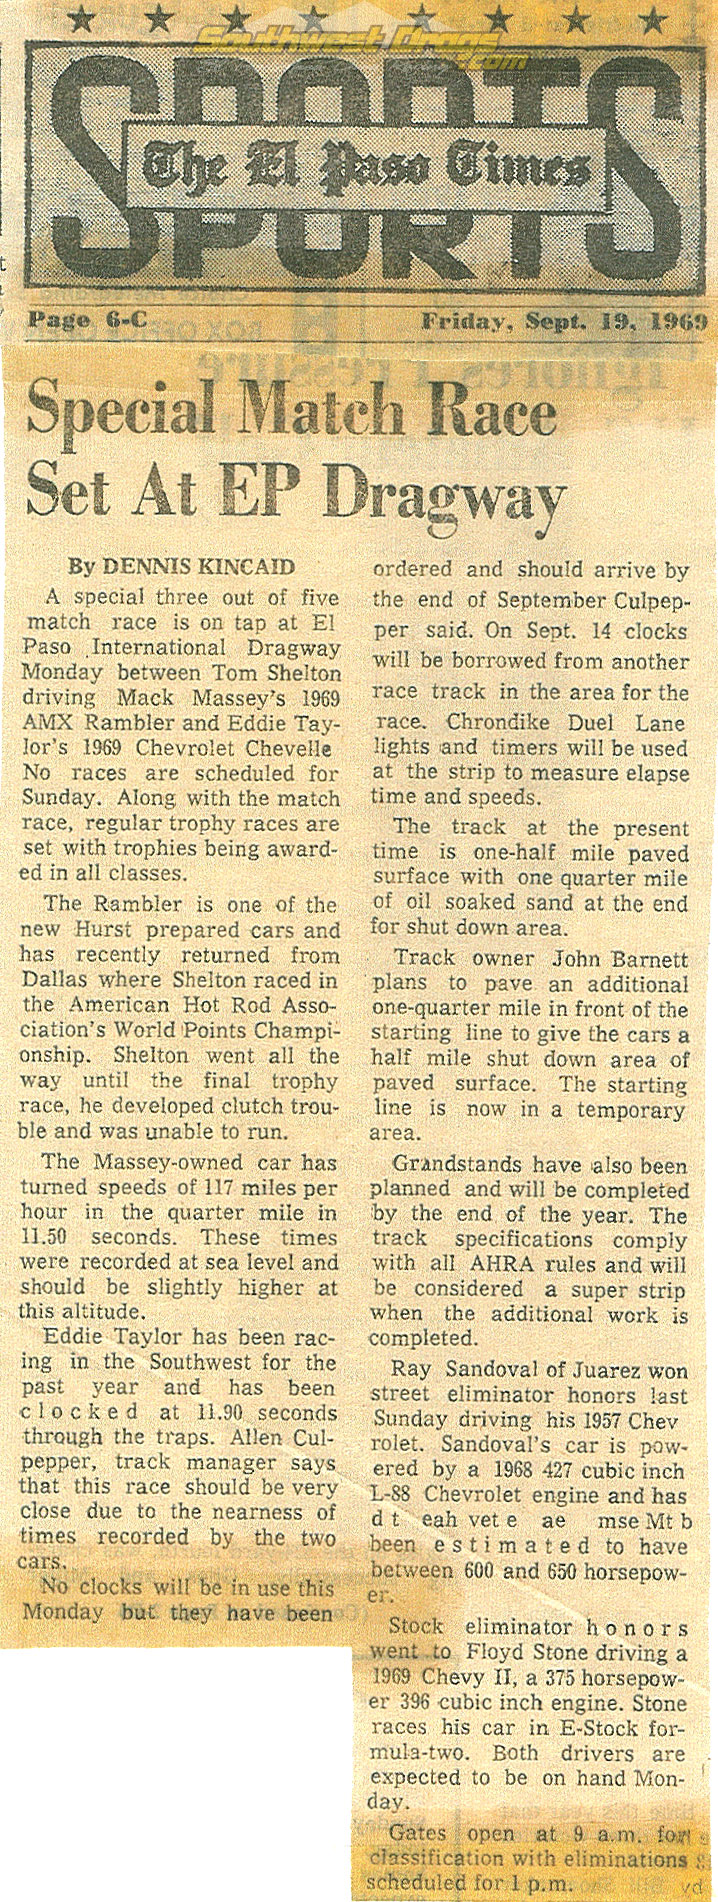 Southwest Drags
.com
SPORTS
The El Paso Times
SPORTS
Page 6-C
Friday, Sept. 19, 1969
Special Match Race
Set At EP Dragway
By DENNIS KINCAID
A special three out of five
match race is on tap at El
Paso International Dragway
Monday between Tom Shelton
driving Mack Massey's 1969
AMX Rambler and Eddie Tay-
lor's 1969 Chevrolet Chevelle
No races are scheduled for
Sunday. Along with the match
race, regular trophy races are
set with trophies being award-
ed in all classes.
The Rambler is one of the
new Hurst prepared cars and
has recently returned from
Dallas where Shelton raced in
the American Hot Rod Asso-
ciation's World Points Champi-
onship. Shelton went all the
way until the final trophy
race, he developed clutch trou-
ble and was unable to run.
The Massey-owned car has
turned speeds of 117 miles per
hour in the quarter mile in
11.50 seconds. These times
were recorded at sea level and
should be slightly higher at
this altitude.
Eddie Taylor has been rac-
ing in the Southwest for the
past year and has been
clocked at 11.90 seconds
through the traps. Allen Cul-
pepper, track manager says
that this race should be very
close due to the nearness of
times recorded by the two
cars.
No clocks will be in use this
Monday but they have been
ordered and should arrive by
the end of September Culpep-
per said. On Sept. 14 clocks
will be borrowed from another
race track in the area for the
race. Chrondike Duel Lane
lights and timers will be used
at the strip to measure elapse
time and speeds.
The track at the present
time is one-half mile paved
surface with one quarter mile
of oil soaked sand at the end
for shut down area.
Track owner John Barnett
plans to pave an additional
one-quarter mile in front of the
starting line to give the cars a
half mile shut down area of
paved surface. The starting
line is now in a temporary
area.
Grandstands have also been
planned and will be completed
by the end of the year. The
track specifications comply
with all AHRA rules and will
be considered a super strip
when the additional work is
completed.
Ray Sandoval of Juarez won
street eliminator honors last
Sunday driving his 1957 Chev
rolet. Sandoval's car is pow-
ered by a 1968 427 cubic inch
L-88 Chevrolet engine and has
d t eah vet e ae mse Mt b
been estimated to have
between 600 and 650 horsepow-
er.
Stock eliminator honors
went to Floyd Stone driving a
1969 Chevy II, a 375 horsepow-
er 396 cubic inch engine. Stone
races his car in E-Stock for-
mula-two. Both drivers are
expected to be on hand Mon-
day.
Gates open at 9 a.m. for
classification with eliminations
scheduled for 1 p.m.